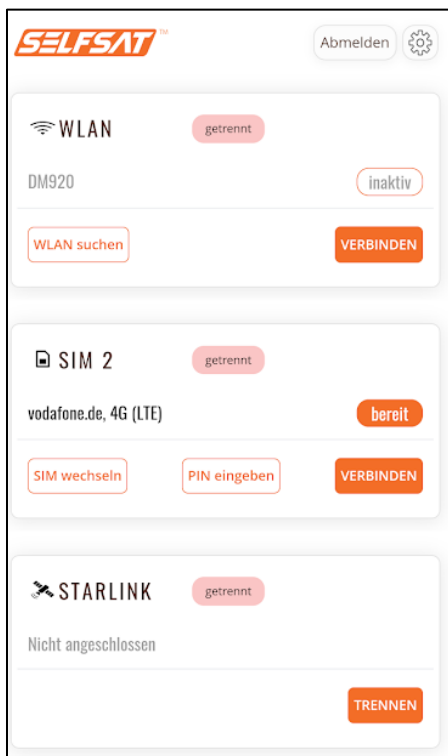 SELFSAT™
Abmelden
WLAN getrennt
DM920 inaktiv
WLAN suchen VERBINDEN
SIM 2 getrennt
vodafone.de, 4G (LTE) bereit
SIM wechseln PIN eingeben VERBINDEN
STARLINK getrennt
Nicht angeschlossen
TRENNEN